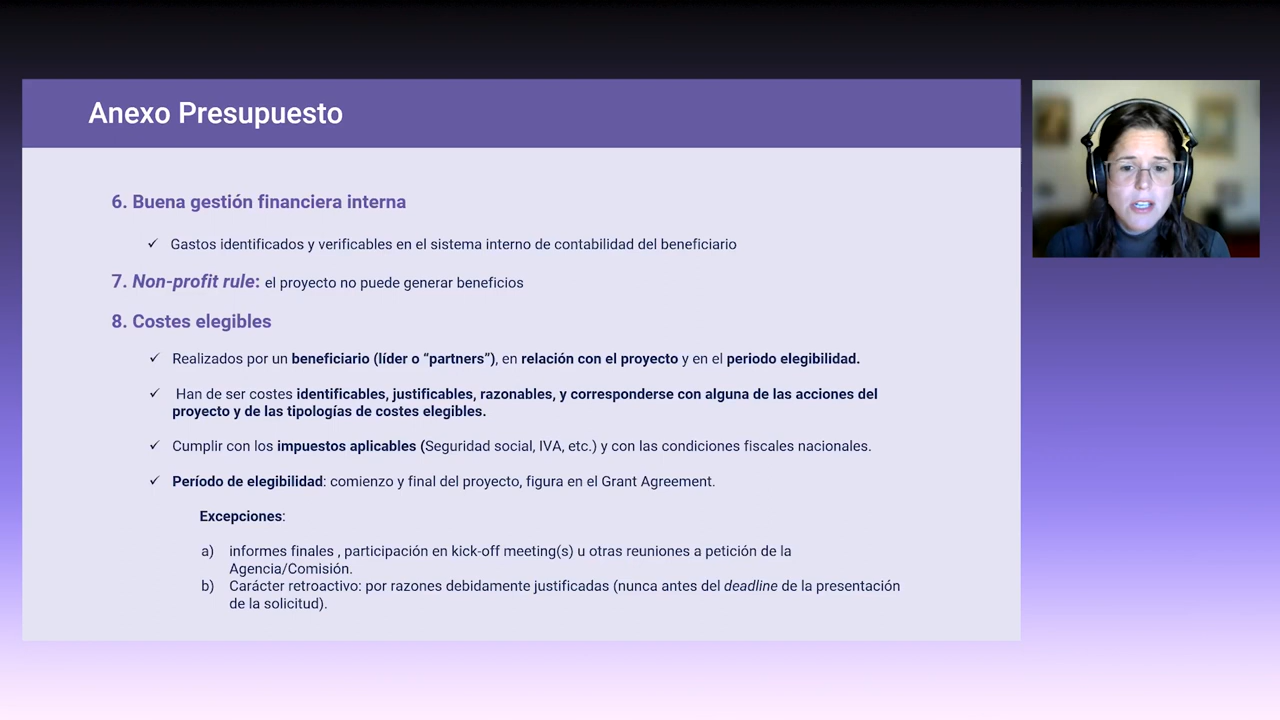 Anexo Presupuesto
6. Buena gestión financiera interna
✓ Gastos identificados y verificables en el sistema interno de contabilidad del beneficiario
7. Non-profit rule: el proyecto no puede generar beneficios
8. Costes elegibles
✓ Realizados por un beneficiario (líder o “partners”), en relación con el proyecto y en el periodo elegibilidad.
✓ Han de ser costes identificables, justificables, razonables, y corresponderse con alguna de las acciones del
proyecto y de las tipologías de costes elegibles.
✓ Cumplir con los impuestos aplicables (Seguridad social, IVA, etc.) y con las condiciones fiscales nacionales.
✓ Período de elegibilidad: comienzo y final del proyecto, figura en el Grant Agreement.
Excepciones:
a) informes finales , participación en kick-off meeting(s) u otras reuniones a petición de la
Agencia/Comisión.
b) Carácter retroactivo: por razones debidamente justificadas (nunca antes del deadline de la presentación
de la solicitud).